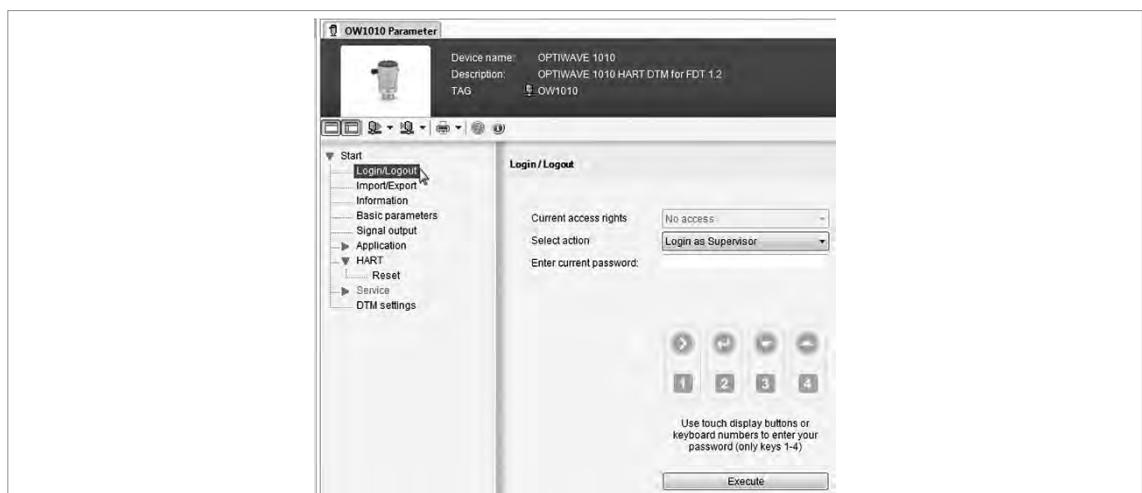 OW1010 Parameter
Device name: OPTIWAVE 1010
Description: OPTIWAVE 1010 HART DTM for FDT 1.2
TAG OW1010
Start
Login/Logout
Import/Export
Information
Basic parameters
Signal output
Application
HART
Reset
Service
DTM settings
Login / Logout
Current access rights No access
Select action Login as Supervisor
Enter current password:
1 2 3 4
Use touch display buttons or
keyboard numbers to enter your
password (only keys 1-4)
Execute